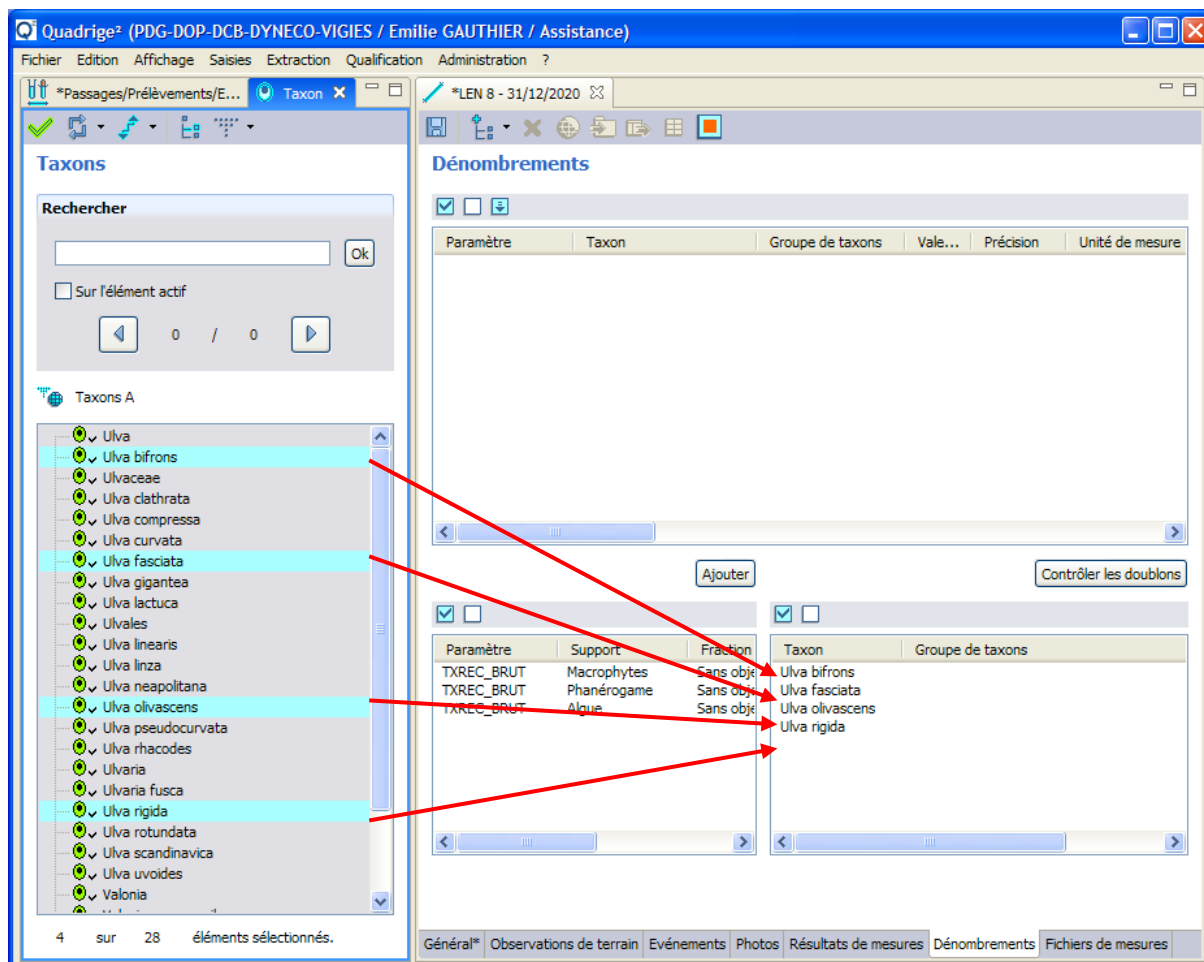 Quadrige² (PDG-DOP-DCB-DYNECO-VIGIES / Emilie GAUTHIER / Assistance)
Fichier Edition Affichage Saisies Extraction Qualification Administration ?
*Passages/Prélèvements/E... Taxon
Taxons
Rechercher
Ok
Sur l'élément actif
0 / 0
Taxons A
Ulva
Ulva bifrons
Ulvaceae
Ulva clathrata
Ulva compressa
Ulva curvata
Ulva fasciata
Ulva gigantea
Ulva lactuca
Ulvales
Ulva linearis
Ulva linza
Ulva neapolitana
Ulva olivascens
Ulva pseudocurvata
Ulva rhacodes
Ulvaria
Ulvaria fusca
Ulva rigida
Ulva rotundata
Ulva scandinavica
Ulva uvoides
Valonia
4 sur 28 éléments sélectionnés.
*LEN 8 - 31/12/2020
Dénombrements
Paramètre Taxon Groupe de taxons Vale... Précision Unité de mesure
Ajouter Contrôler les doublons
Paramètre Support Fraction
TXREC_BRUT Macrophytes Sans obje
TXREC_BRUT Phanérogame Sans obje
TXREC_BRUT Algue Sans obje
Taxon Groupe de taxons
Ulva bifrons
Ulva fasciata
Ulva olivascens
Ulva rigida
Général* Observations de terrain Evénements Photos Résultats de mesures Dénombrements Fichiers de mesures